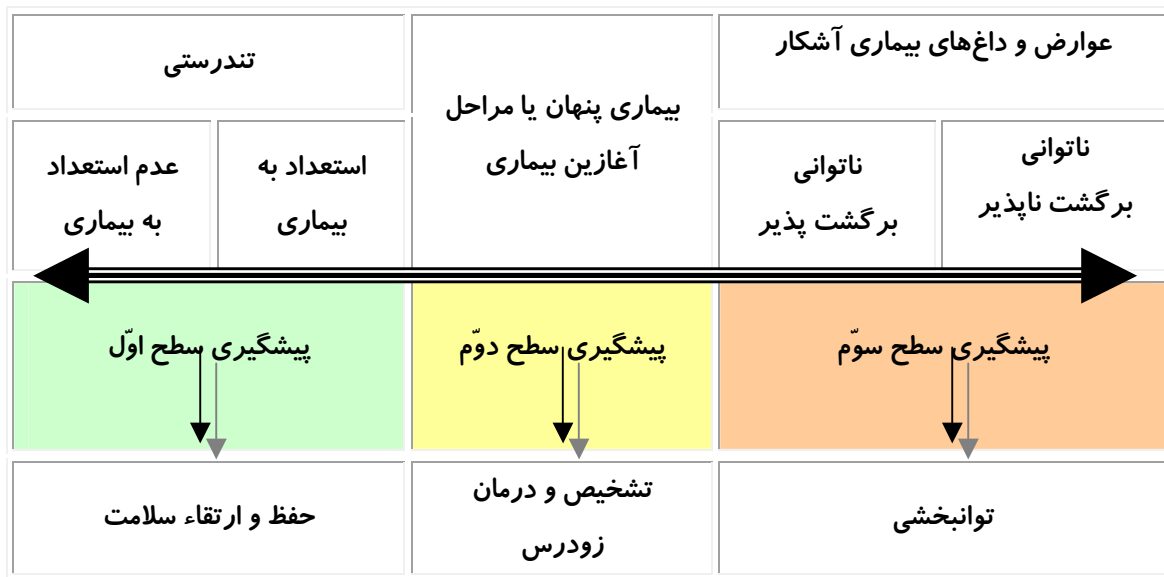 عوارض و داغ‌های بیماری آشکار
بیماری پنهان یا مراحل
آغازین بیماری
تندرستی
ناتوانی
برگشت ناپذیر
ناتوانی
برگشت پذیر
استعداد به
بیماری
عدم استعداد
به بیماری
پیشگیری سطح سوّم
پیشگیری سطح دوّم
پیشگیری سطح اوّل
توانبخشی
تشخیص و درمان
زودرس
حفظ و ارتقاء سلامت